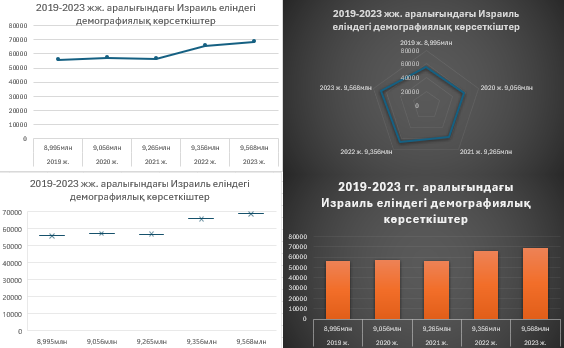 2019-2023 жж. аралығындағы Израиль еліндегі
демографиялық көрсеткіштер
80000
70000
60000
50000
40000
30000
20000
10000
0
8,995млн 9,056млн 9,265млн 9,356млн 9,568млн
2019 ж. 2020 ж. 2021 ж. 2022 ж. 2023 ж.
2019-2023 жж. аралығындағы Израиль
еліндегі демографиялық көрсеткіштер
2019 ж. 8,995млн
80000
60000
40000
20000
0
2023 ж. 9,568млн
2020 ж. 9,056млн
2022 ж. 9,356млн
2021 ж. 9,265млн
2019-2023 жж. аралығындағы Израиль еліндегі
демографиялық көрсеткіштер
70000
60000
50000
40000
30000
20000
10000
0
8,995млн 9,056млн 9,265млн 9,356млн 9,568млн
2019-2023 гг. аралығындағы
Израиль еліндегі демографиялық
көрсеткіштер
80000
70000
60000
50000
40000
30000
20000
10000
0
8,995млн 9,056млн 9,265млн 9,356млн 9,568млн
2019 ж. 2020 ж. 2021 ж. 2022 ж. 2023 ж.